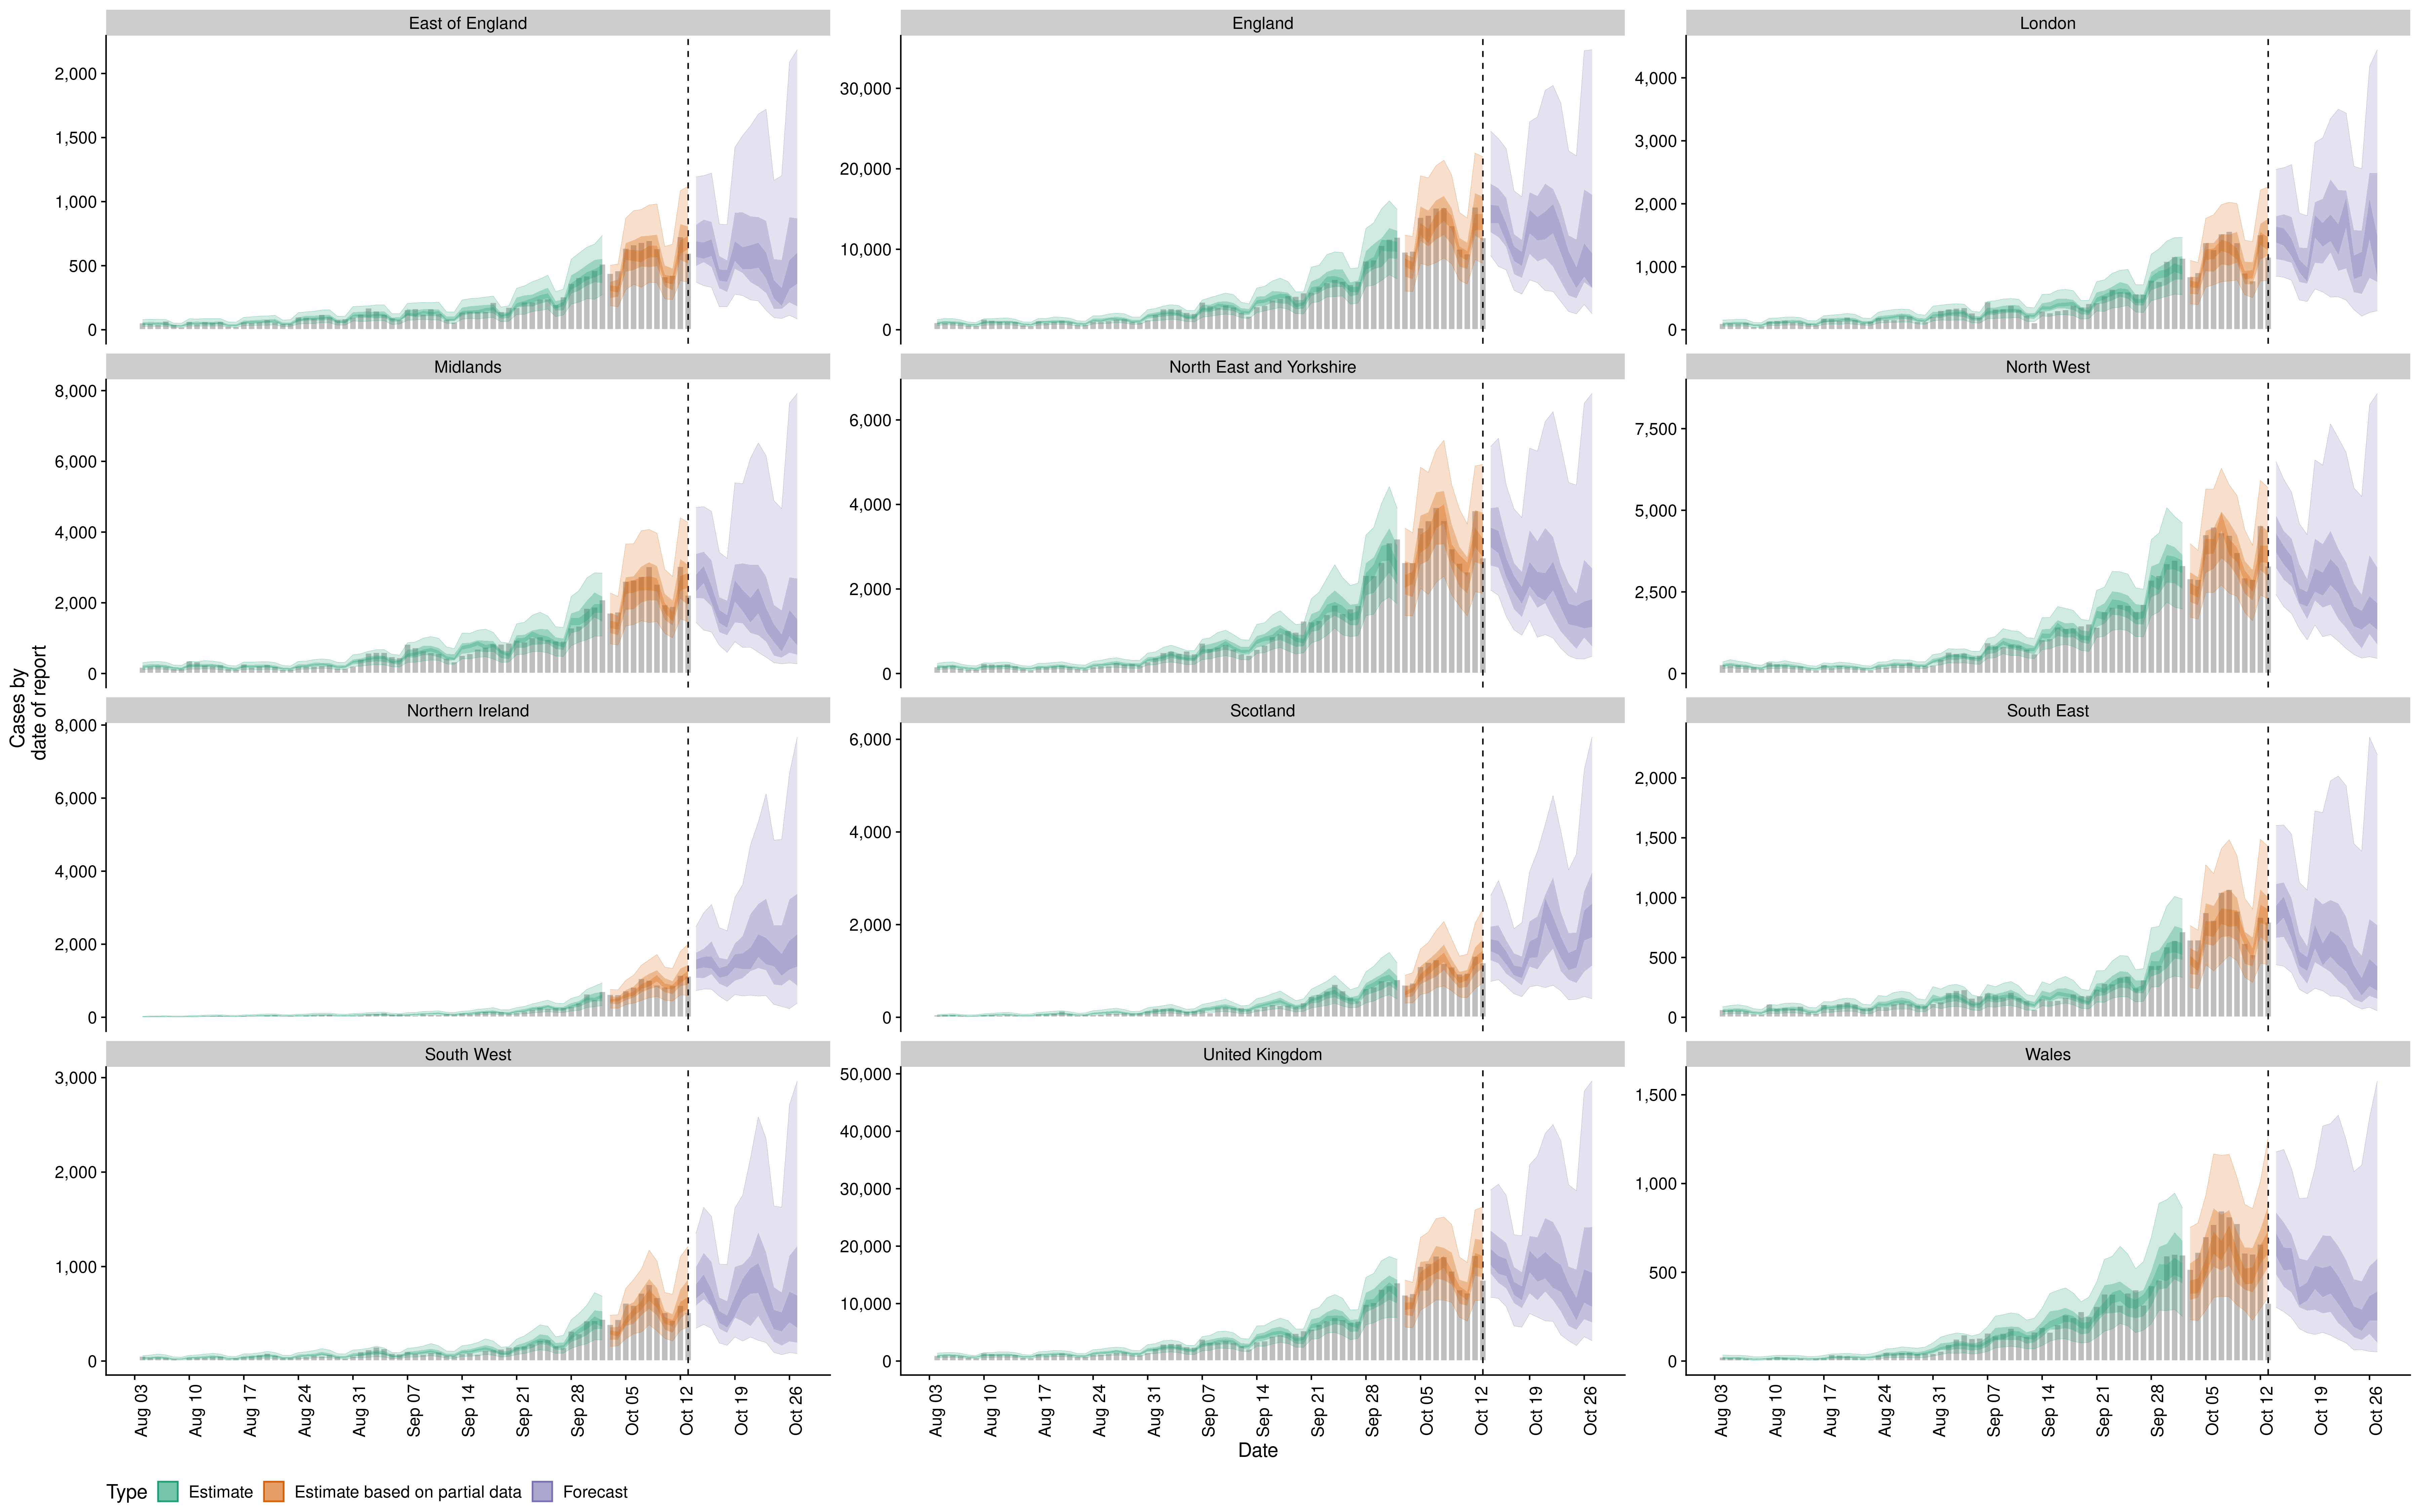 East of England
England
London
2,000
1,500
1,000
500
0
30,000
20,000
10,000
0
4,000
3,000
2,000
1,000
0
Midlands
North East and Yorkshire
North West
8,000
6,000
4,000
2,000
0
6,000
4,000
2,000
0
7,500
5,000
2,500
0
Cases by
date of report
Northern Ireland
Scotland
South East
8,000
6,000
4,000
2,000
0
6,000
4,000
2,000
0
2,000
1,500
1,000
500
0
South West
United Kingdom
Wales
3,000
2,000
1,000
0
50,000
40,000
30,000
20,000
10,000
0
1,500
1,000
500
0
Aug 03
Aug 10
Aug 17
Aug 24
Aug 31
Sep 07
Sep 14
Sep 21
Sep 28
Oct 05
Oct 12
Oct 19
Oct 26
Aug 03
Aug 10
Aug 17
Aug 24
Aug 31
Sep 07
Sep 14
Sep 21
Sep 28
Oct 05
Oct 12
Oct 19
Oct 26
Aug 03
Aug 10
Aug 17
Aug 24
Aug 31
Sep 07
Sep 14
Sep 21
Sep 28
Oct 05
Oct 12
Oct 19
Oct 26
Date
Type Estimate Estimate based on partial data Forecast